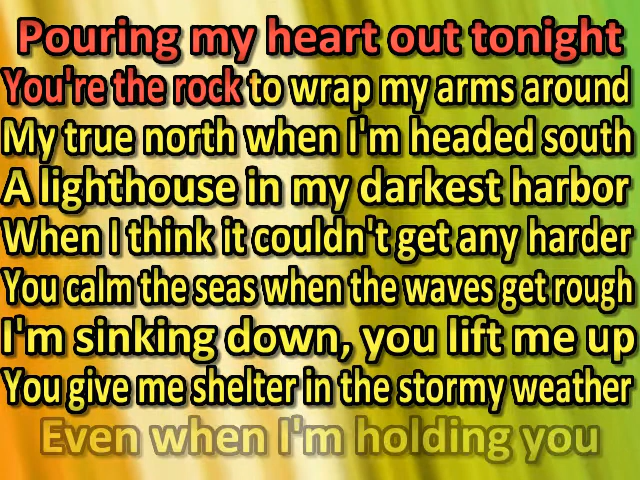 Pouring my heart out tonight
You're the rock to wrap my arms around
My true north when I'm headed south
A lighthouse in my darkest harbor
When I think it couldn't get any harder
You calm the seas when the waves get rough
I'm sinking down, you lift me up
You give me shelter in the stormy weather
Even when I'm holding you